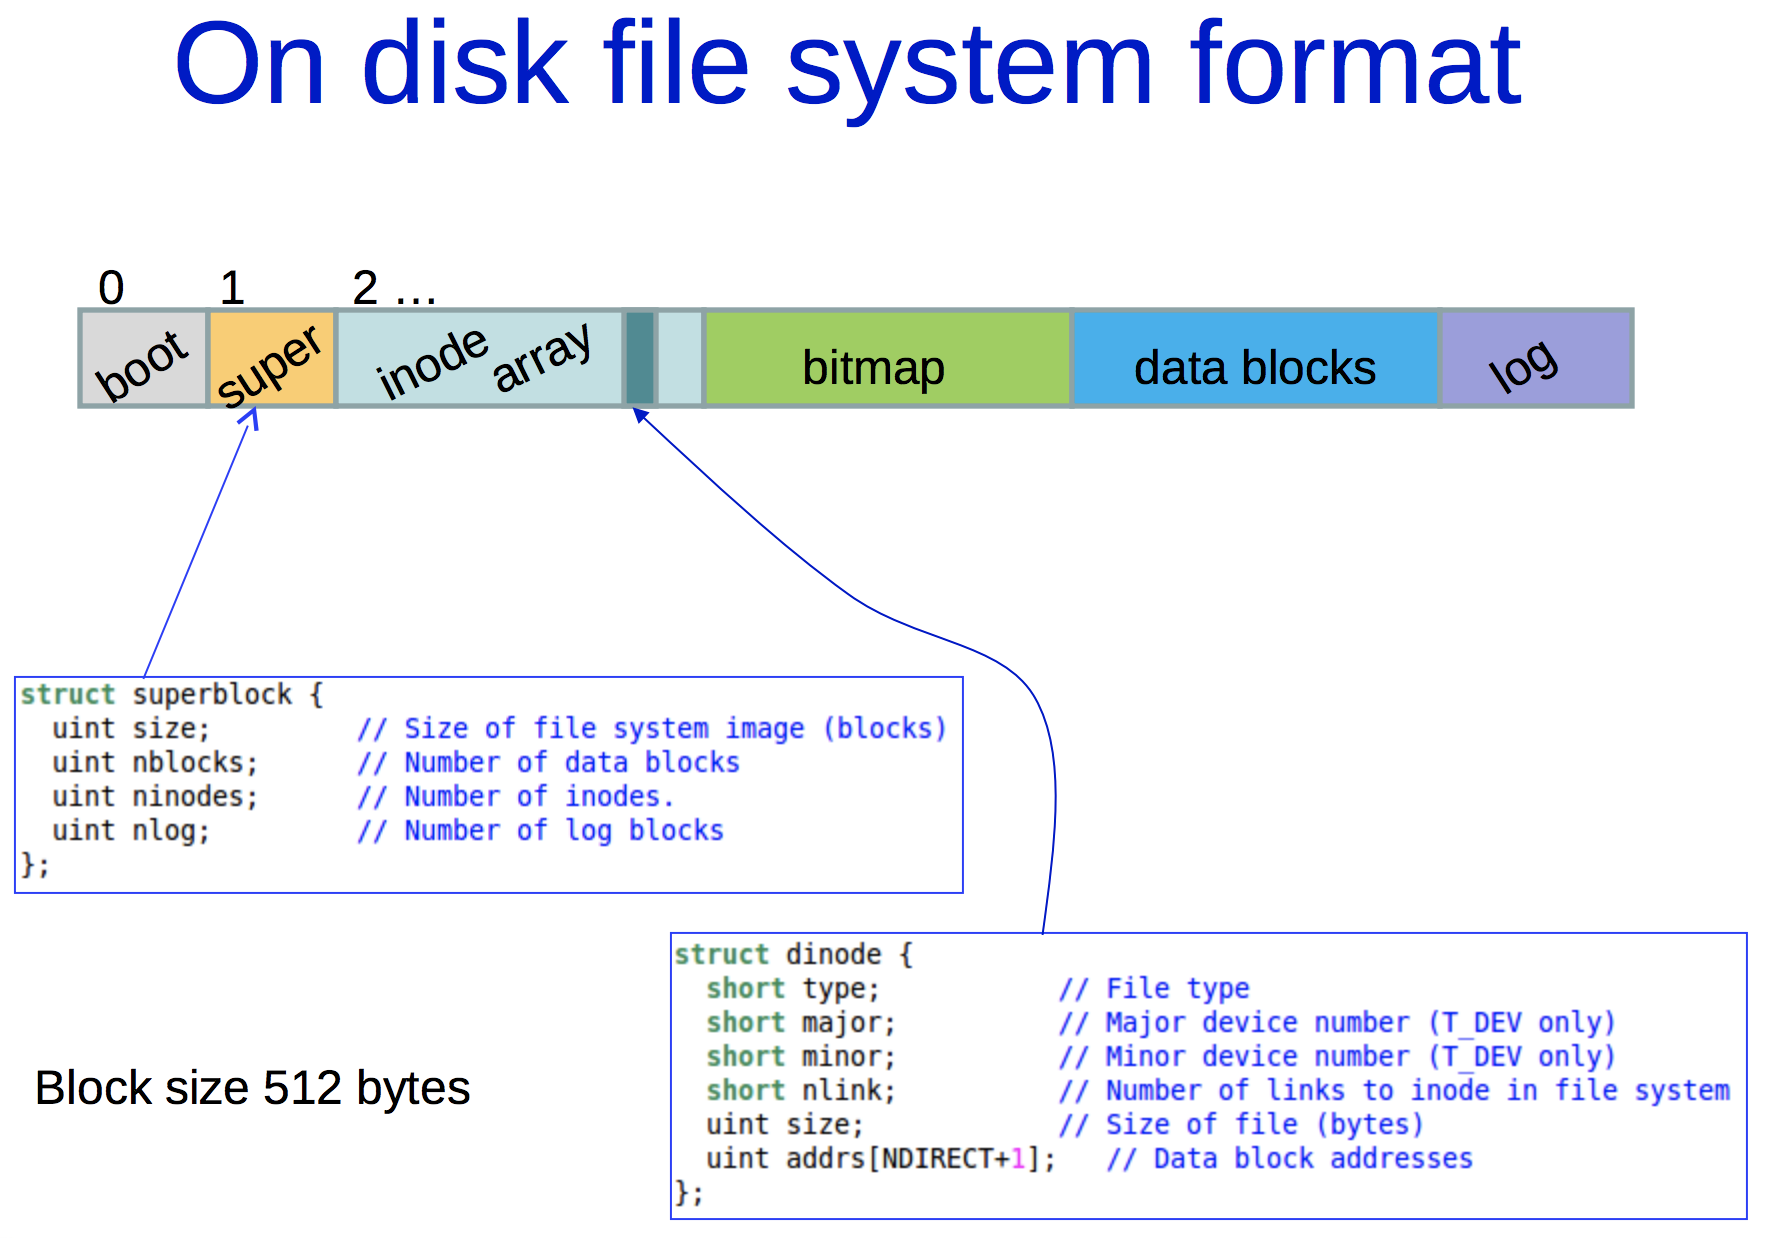 On disk file system format
0 1 2 ...
boot super inode array bitmap data blocks log
struct superblock {
  uint size;         // Size of file system image (blocks)
  uint nblocks;      // Number of data blocks
  uint ninodes;      // Number of inodes.
  uint nlog;         // Number of log blocks
};
struct dinode {
  short type;           // File type
  short major;          // Major device number (T_DEV only)
  short minor;          // Minor device number (T_DEV only)
  short nlink;          // Number of links to inode in file system
  uint size;            // Size of file (bytes)
  uint addrs[NDIRECT+1];   // Data block addresses
};
Block size 512 bytes